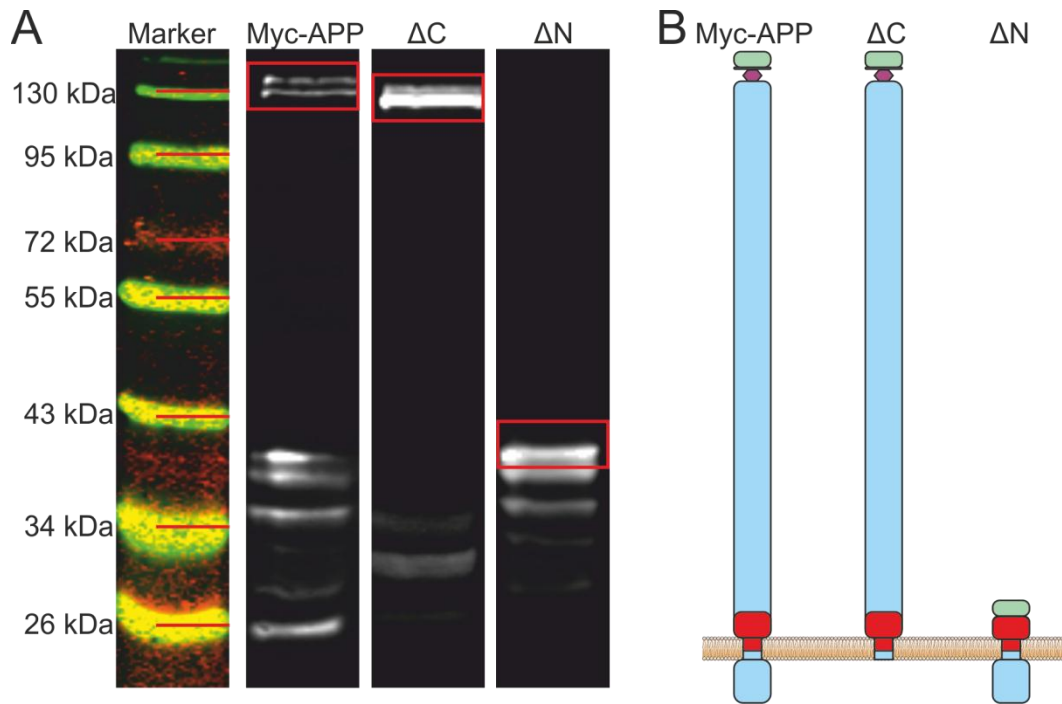 A
Marker Myc-APP ΔC ΔN
130 kDa
95 kDa
72 kDa
55 kDa
43 kDa
34 kDa
26 kDa
B
Myc-APP ΔC ΔN